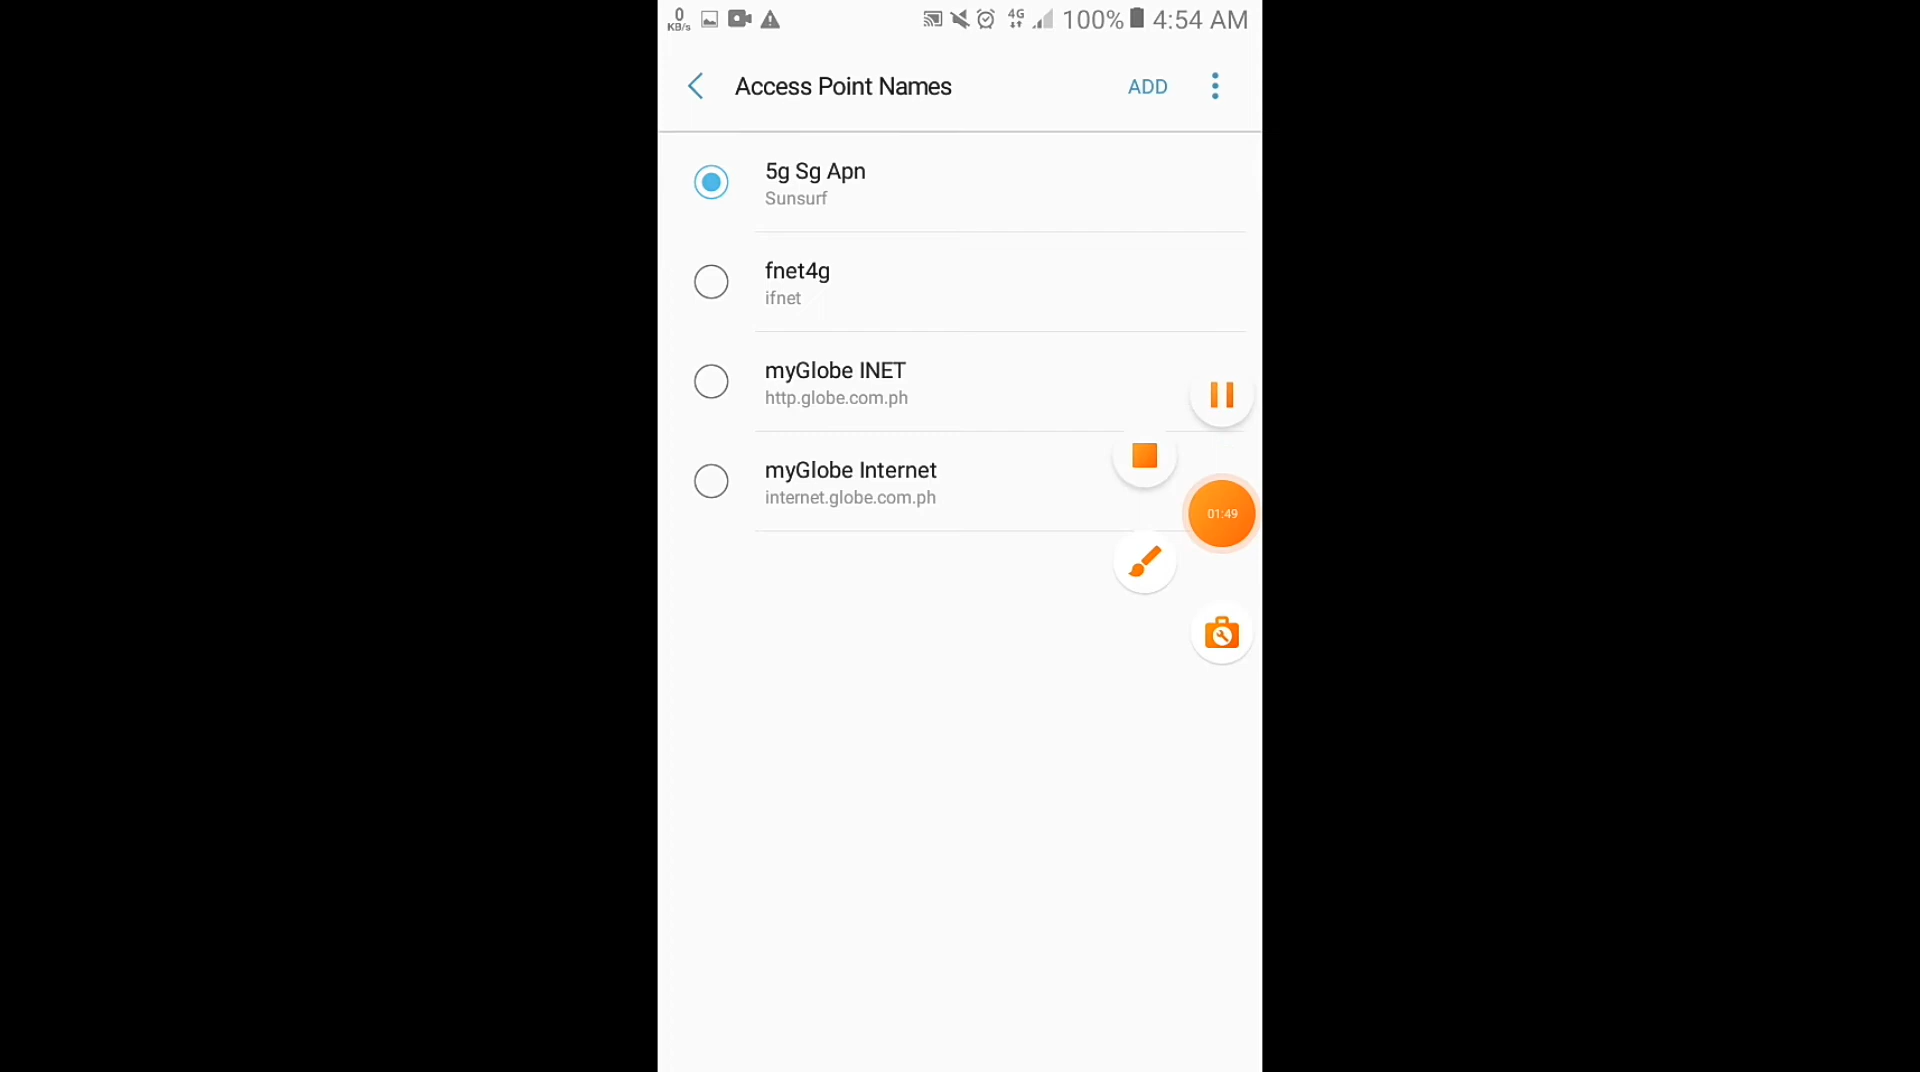 0
KB/s
4G
100%
4:54 AM
Access Point Names
ADD
5g Sg Apn
Sunsurf
fnet4g
ifnet
myGlobe INET
http.globe.com.ph
myGlobe Internet
internet.globe.com.ph
01:49